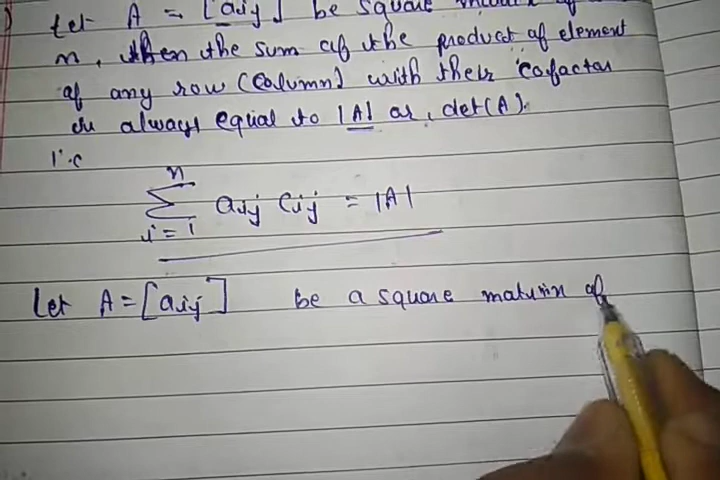 Let A = [aij] be square
n, then the sum of the product of element
of any row (Column) with their cofactor
is always equal to |A| or, det(A).
i.e
n
∑ aij Cij = |A|
i = 1
Let A = [aij] be a square matrix of